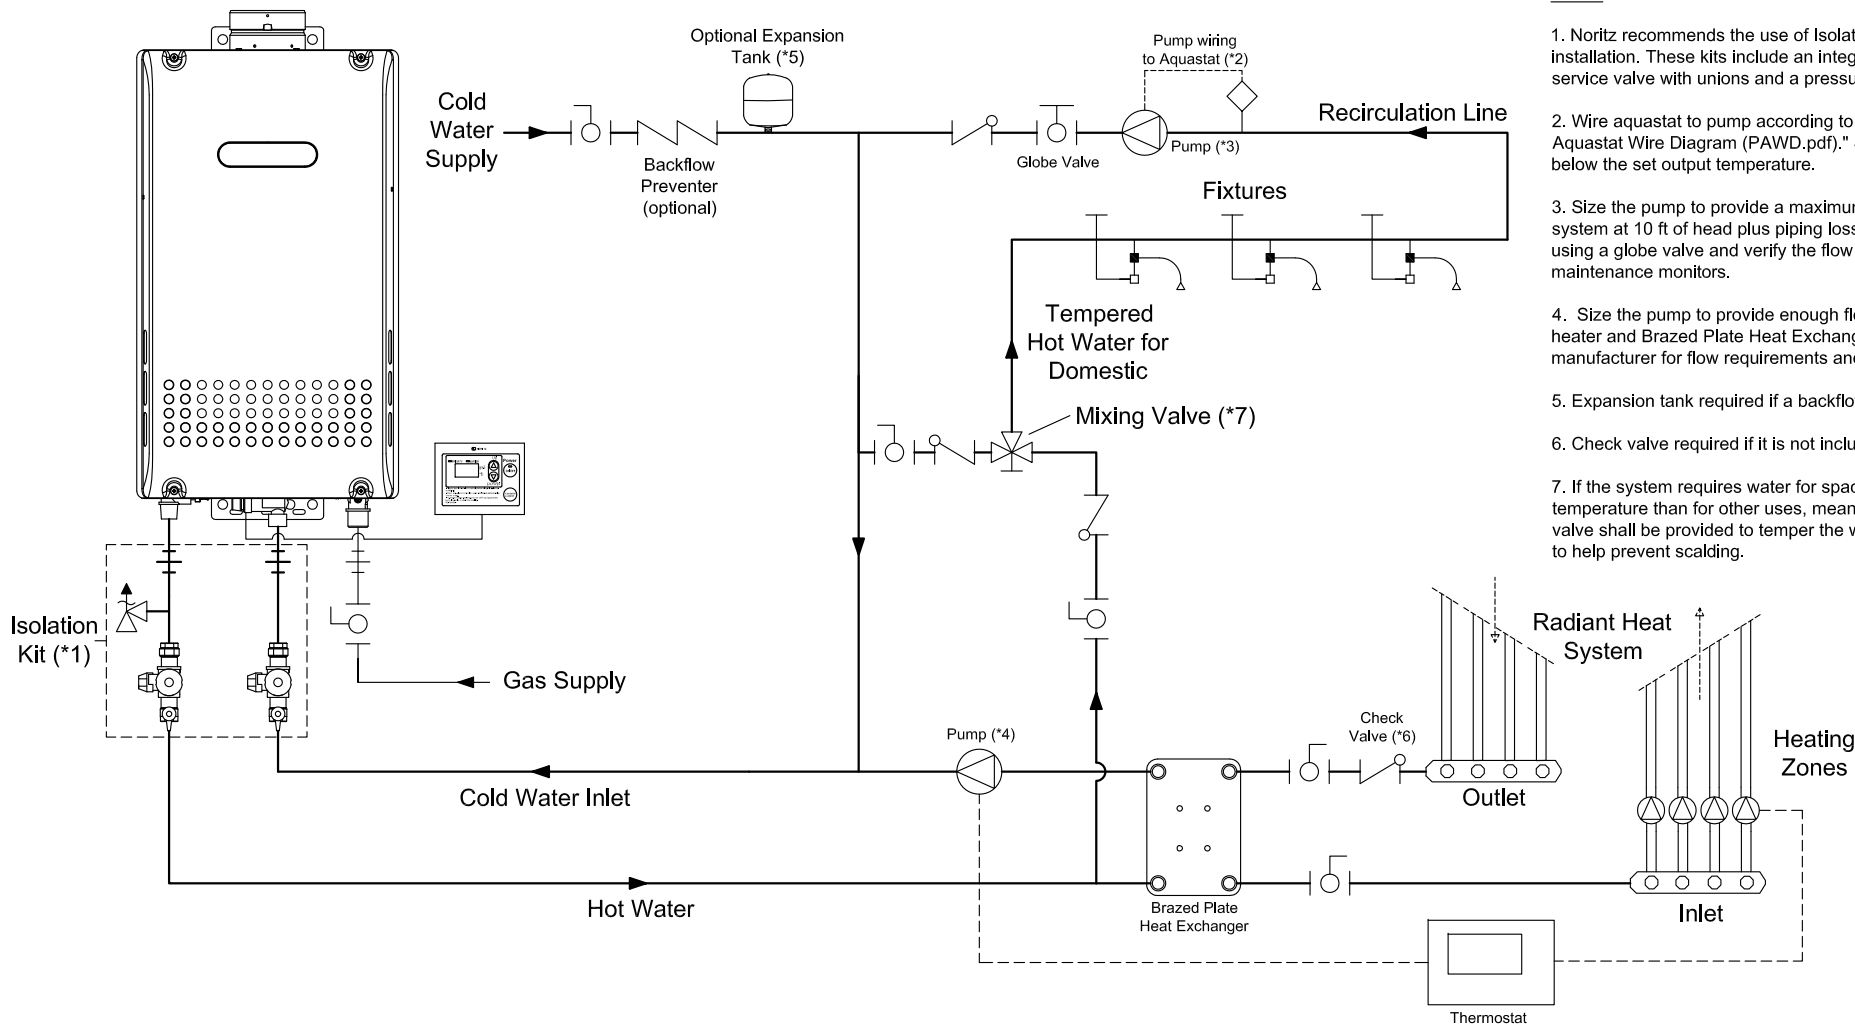 Optional Expansion
Tank (*5)
Pump wiring
to Aquastat (*2)
Cold
Water
Supply
Backflow
Preventer
(optional)
Globe Valve
Pump (*3)
Recirculation Line
Fixtures
Tempered
Hot Water for
Domestic
Mixing Valve (*7)
Power
Isolation
Kit (*1)
Gas Supply
Pump (*4)
Check
Valve (*6)
Radiant Heat
System
Heating
Zones
Cold Water Inlet
Outlet
Hot Water
Brazed Plate
Heat Exchanger
Inlet
Thermostat
1. Noritz recommends the use of Isolat
installation. These kits include an integ
service valve with unions and a pressu
2. Wire aquastat to pump according to
Aquastat Wire Diagram (PAWD.pdf)."
below the set output temperature.
3. Size the pump to provide a maximu
system at 10 ft of head plus piping loss
using a globe valve and verify the flow
maintenance monitors.
4. Size the pump to provide enough fl
heater and Brazed Plate Heat Exchang
manufacturer for flow requirements an
5. Expansion tank required if a backflo
6. Check valve required if it is not inclu
7. If the system requires water for spac
temperature than for other uses, mean
valve shall be provided to temper the w
to help prevent scalding.